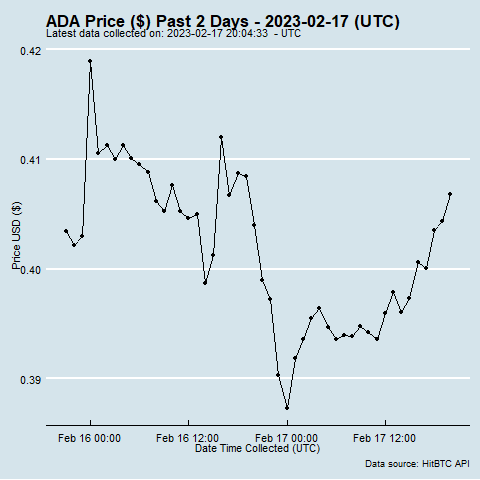 ADA Price ($) Past 2 Days - 2023-02-17 (UTC)
Latest data collected on: 2023-02-17 20:04:33  - UTC
0.42
0.41
0.40
0.39
Price USD ($)
Feb 16 00:00
Feb 16 12:00
Feb 17 00:00
Feb 17 12:00
Date Time Collected (UTC)
Data source: HitBTC API